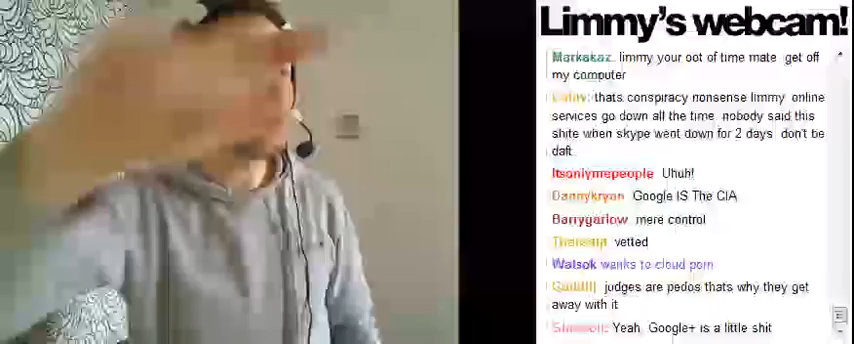 Limmy's webcam!
Markakaz: limmy your oot of time mate get off
my computer
thats conspiracy nonsense limmy online
services go down all the time nobody said this
shite when skype went down for 2 days don't be
daft
Itsonlymepeople Uhuh!
Dannykryan Google IS The CIA
Barrygarlow mere control
vetted
Watsok wanks to cloud porn
judges are pedos thats why they get
away with it
Yeah Google+ is a little shit